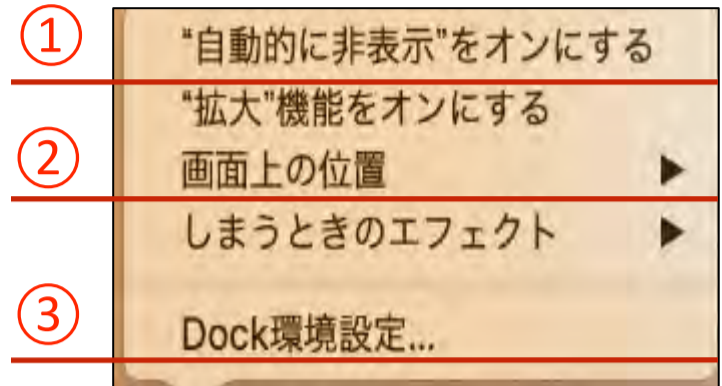 ① “自動的に非表示”をオンにする
“拡大”機能をオンにする
② 画面上の位置 ▶
しまうときのエフェクト ▶
③ Dock環境設定...